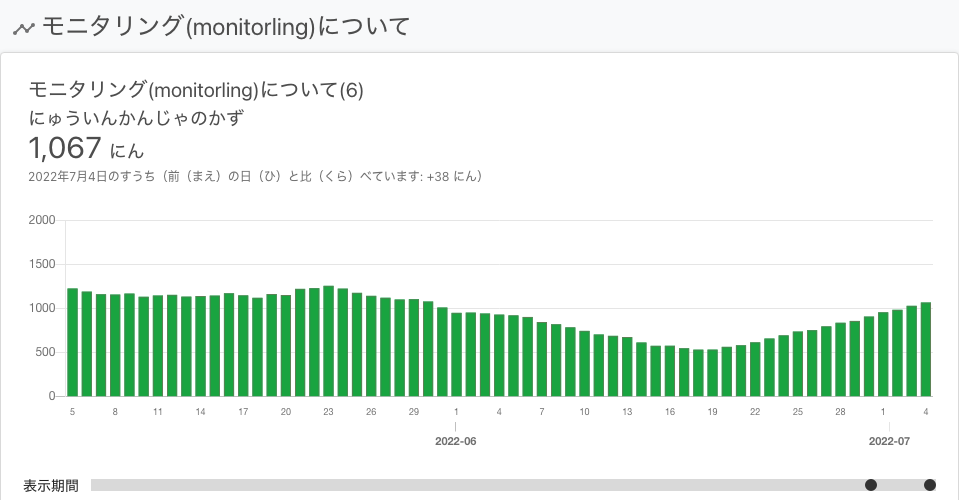 モニタリング(monitorling)について
モニタリング(monitorling)について(6)
にゅういんかんじゃのかず
1,067 にん
2022年7月4日のすうち（前（まえ）の日（ひ）と比（くら）べています: +38 にん）
2000
1500
1000
500
0
5 8 11 14 17 20 23 26 29 1 4 7 10 13 16 19 22 25 28 1 4
2022-06 2022-07
表示期間